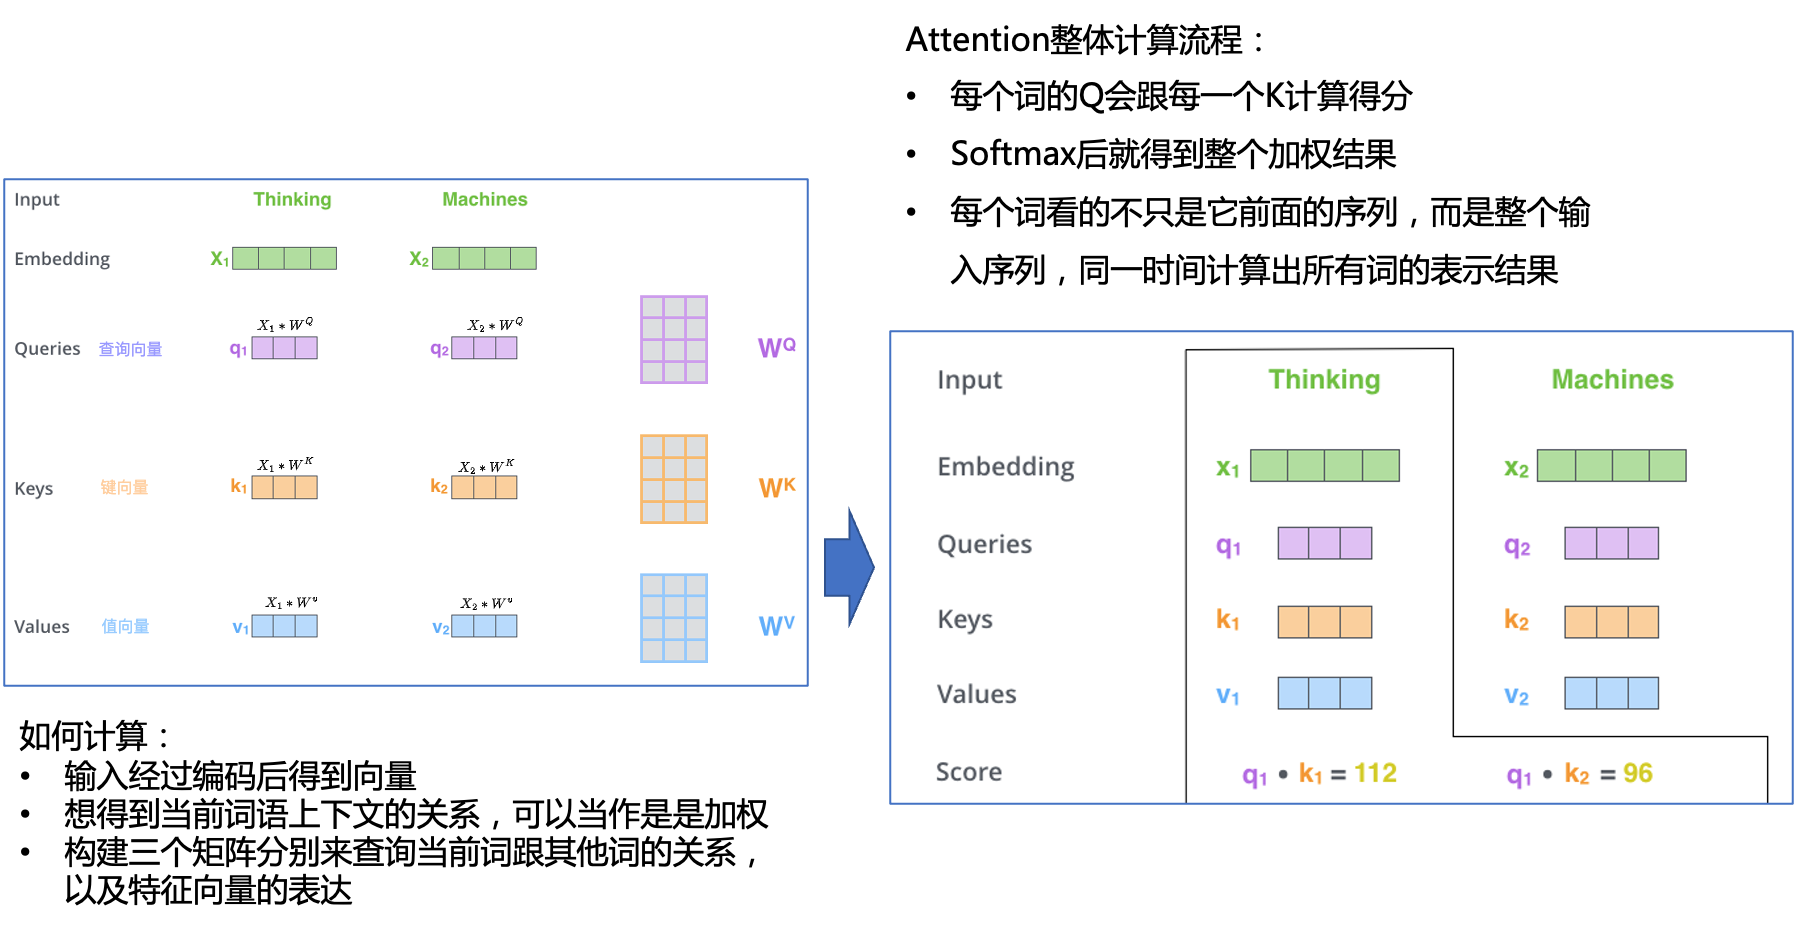 Attention整体计算流程：
• 每个词的Q会跟每一个K计算得分
• Softmax后就得到整个加权结果
• 每个词看的不只是它前面的序列，而是整个输
入序列，同一时间计算出所有词的表示结果
Input Thinking Machines
Embedding X₁ X₂
X₁ * W^Q X₂ * W^Q
Queries 查询向量 q₁ q₂ W^Q
X₁ * W^K X₂ * W^K
Keys 键向量 k₁ k₂ W^K
X₁ * W^v X₂ * W^v
Values 值向量 v₁ v₂ W^V
如何计算：
• 输入经过编码后得到向量
• 想得到当前词语上下文的关系，可以当作是是加权
• 构建三个矩阵分别来查询当前词跟其他词的关系，
以及特征向量的表达
Input Thinking Machines
Embedding x₁ x₂
Queries q₁ q₂
Keys k₁ k₂
Values v₁ v₂
Score q₁ • k₁ = 112 q₁ • k₂ = 96